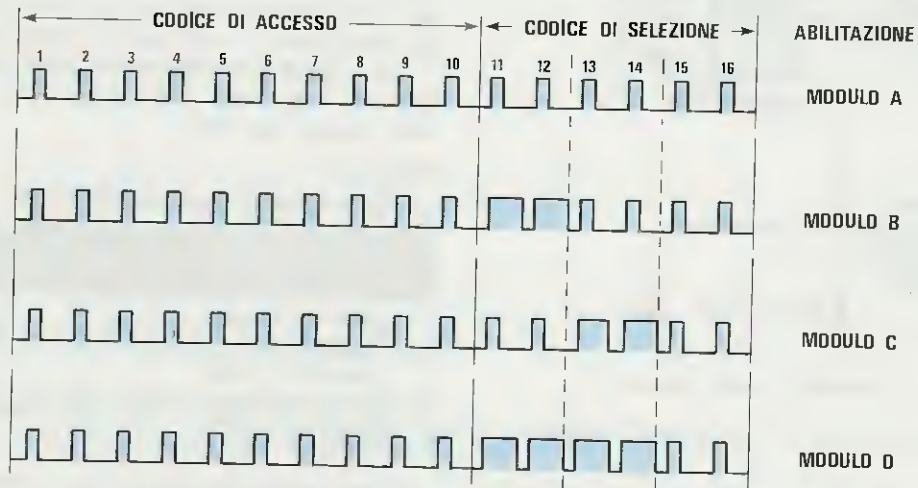 CODICE DI ACCESSO CODICE DI SELEZIONE ABILITAZIONE
1 2 3 4 5 6 7 8 9 10 11 12 13 14 15 16
MODULO A
MODULO B
MODULO C
MODULO D